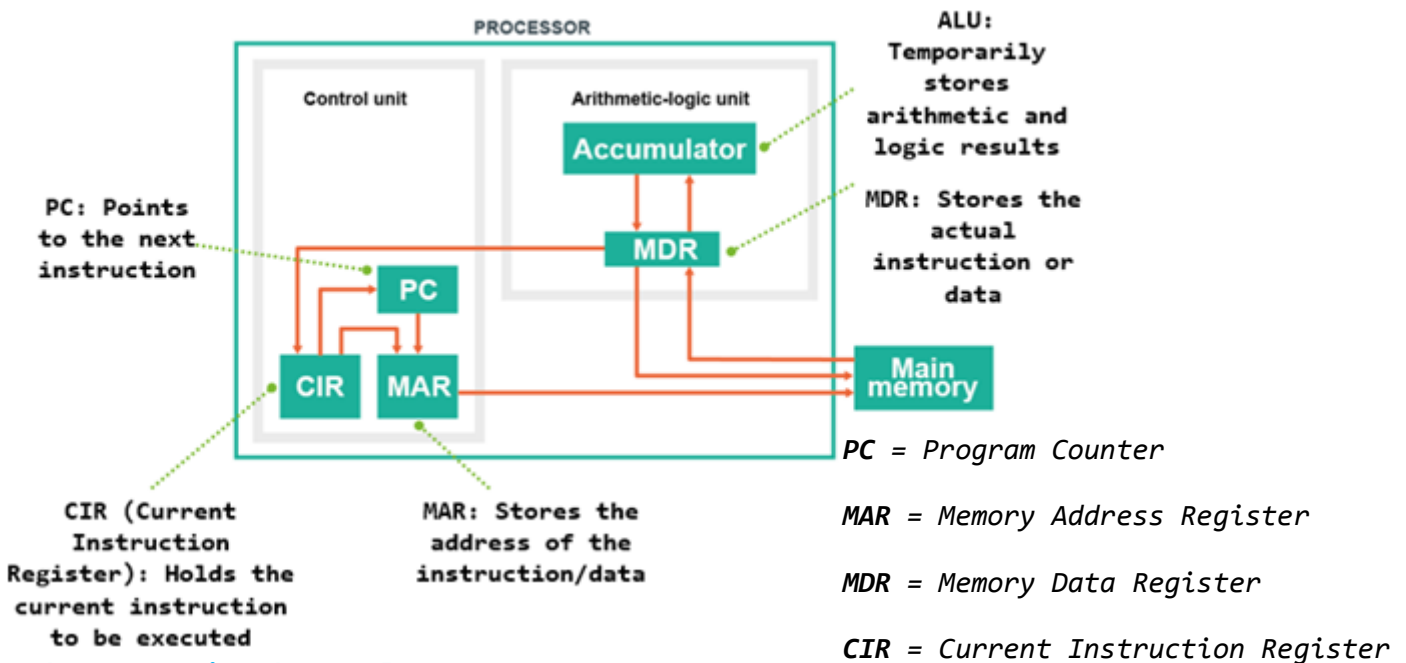 PROCESSOR
Control unit
Arithmetic-logic unit
Accumulator
MDR
PC
CIR
MAR
Main
memory
ALU:
Temporarily
stores
arithmetic and
logic results
MDR: Stores the
actual
instruction or
data
PC: Points
to the next
instruction
CIR (Current
Instruction
Register): Holds the
current instruction
to be executed
MAR: Stores the
address of the
instruction/data
PC = Program Counter
MAR = Memory Address Register
MDR = Memory Data Register
CIR = Current Instruction Register